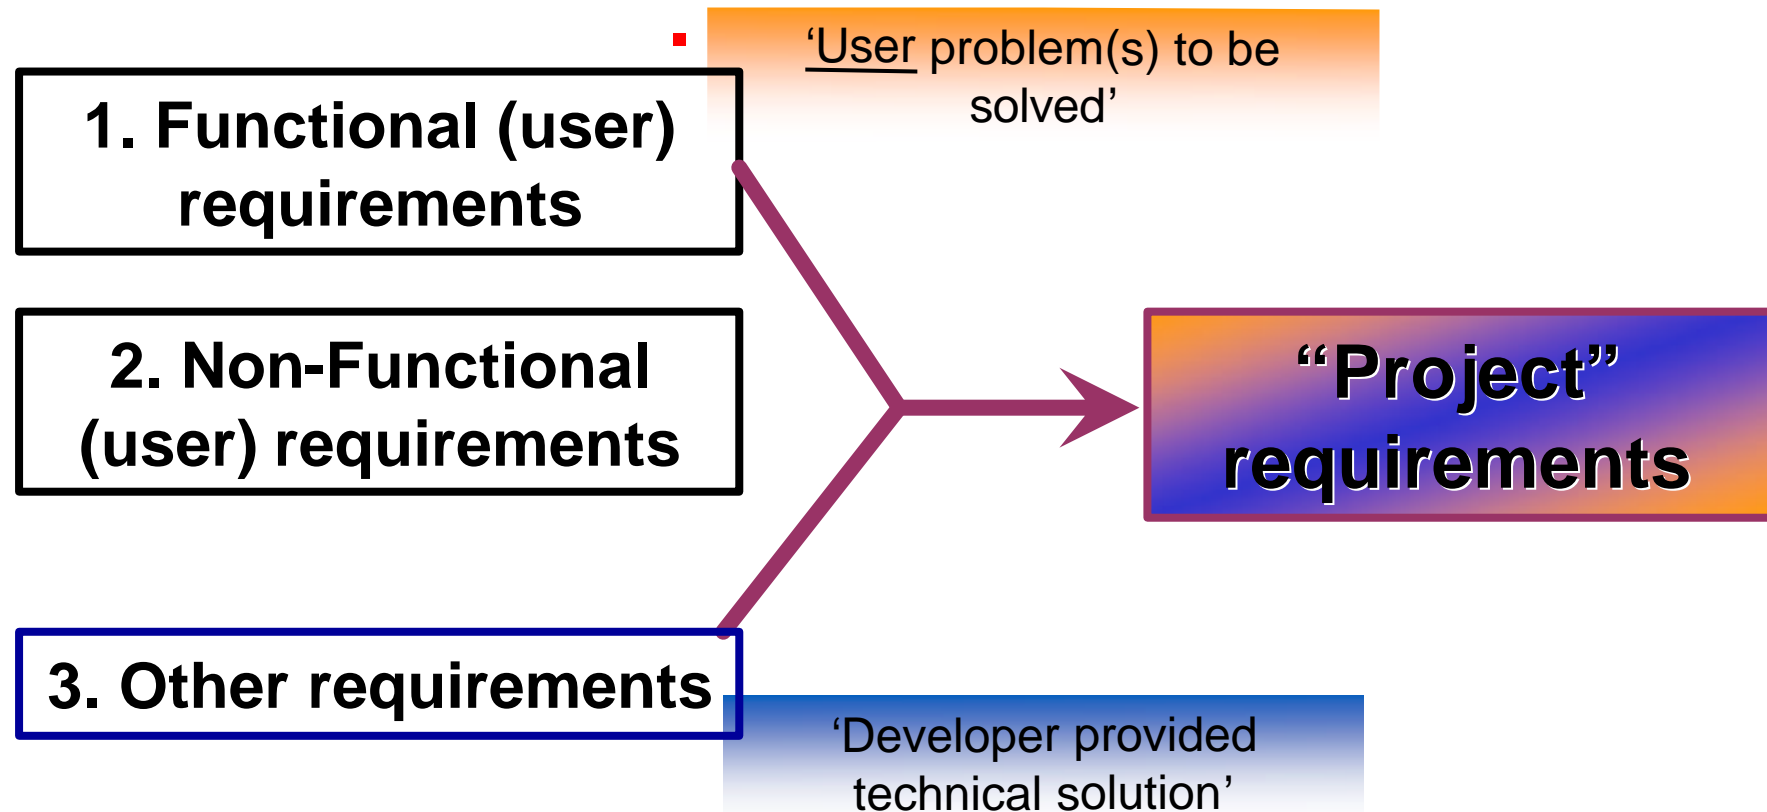 ‘User problem(s) to be
solved’
1. Functional (user)
requirements
2. Non-Functional
(user) requirements
“Project”
requirements
3. Other requirements
‘Developer provided
technical solution’